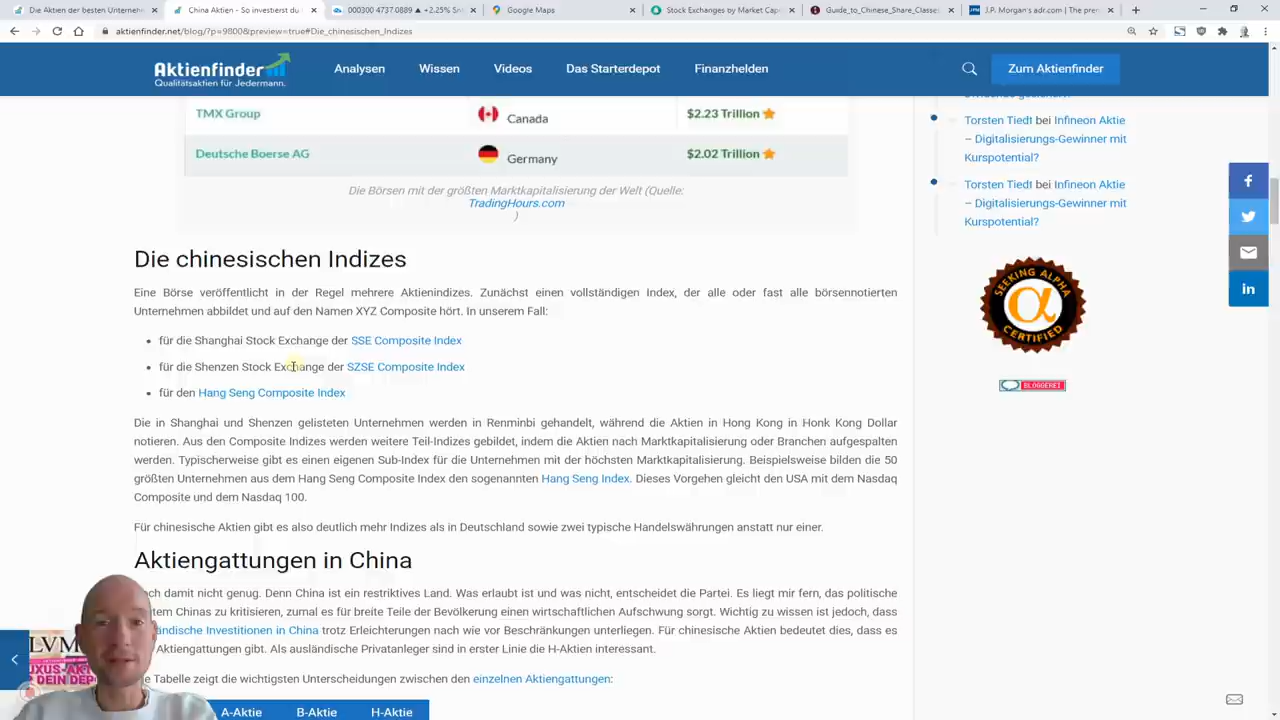 Die Aktien der besten Unternehm
China Aktien – So investierst du i
000300 4737.0889 ▲ +2.25% Sn
Google Maps
Stock Exchanges by Market Cap
Guide_to_Chinese_Share_Classes
J.P. Morgan's adr.com | The pre
aktienfinder.net/blog/?p=9800&preview=true#Die_chinesischen_Indizes
Aktienfinder
Qualitätsaktien für Jedermann.
Analysen
Wissen
Videos
Das Starterdepot
Finanzhelden
Zum Aktienfinder
TMX Group
Canada
$2.23 Trillion
Deutsche Boerse AG
Germany
$2.02 Trillion
Die Börsen mit der größten Marktkapitalisierung der Welt (Quelle:
TradingHours.com
)
Die chinesischen Indizes
Eine Börse veröffentlicht in der Regel mehrere Aktienindizes. Zunächst einen vollständigen Index, der alle oder fast alle börsennotierten
Unternehmen abbildet und auf den Namen XYZ Composite hört. In unserem Fall:
für die Shanghai Stock Exchange der SSE Composite Index
für die Shenzen Stock Exchange der SZSE Composite Index
für den Hang Seng Composite Index
Die in Shanghai und Shenzen gelisteten Unternehmen werden in Renminbi gehandelt, während die Aktien in Hong Kong in Honk Kong Dollar
notieren. Aus den Composite Indizes werden weitere Teil-Indizes gebildet, indem die Aktien nach Marktkapitalisierung oder Branchen aufgespalten
werden. Typischerweise gibt es einen eigenen Sub-Index für die Unternehmen mit der höchsten Marktkapitalisierung. Beispielsweise bilden die 50
größten Unternehmen aus dem Hang Seng Composite Index den sogenannten Hang Seng Index. Dieses Vorgehen gleicht den USA mit dem Nasdaq
Composite und dem Nasdaq 100.
Für chinesische Aktien gibt es also deutlich mehr Indizes als in Deutschland sowie zwei typische Handelswährungen anstatt nur einer.
Aktiengattungen in China
och damit nicht genug. Denn China ist ein restriktives Land. Was erlaubt ist und was nicht, entscheidet die Partei. Es liegt mir fern, das politische
tem Chinas zu kritisieren, zumal es für breite Teile der Bevölkerung einen wirtschaftlichen Aufschwung sorgt. Wichtig zu wissen ist jedoch, dass
ändische Investitionen in China trotz Erleichterungen nach wie vor Beschränkungen unterliegen. Für chinesische Aktien bedeutet dies, dass es
Aktiengattungen gibt. Als ausländische Privatanleger sind in erster Linie die H-Aktien interessant.
e Tabelle zeigt die wichtigsten Unterscheidungen zwischen den einzelnen Aktiengattungen:
A-Aktie
B-Aktie
H-Aktie
Torsten Tiedt bei Infineon Aktie
– Digitalisierungs-Gewinner mit
Kurspotential?
Torsten Tiedt bei Infineon Aktie
– Digitalisierungs-Gewinner mit
Kurspotential?
SEEKING ALPHA
α
CERTIFIED
BLOGGEREI
LVM
UXUS-AK
DEIN DEP